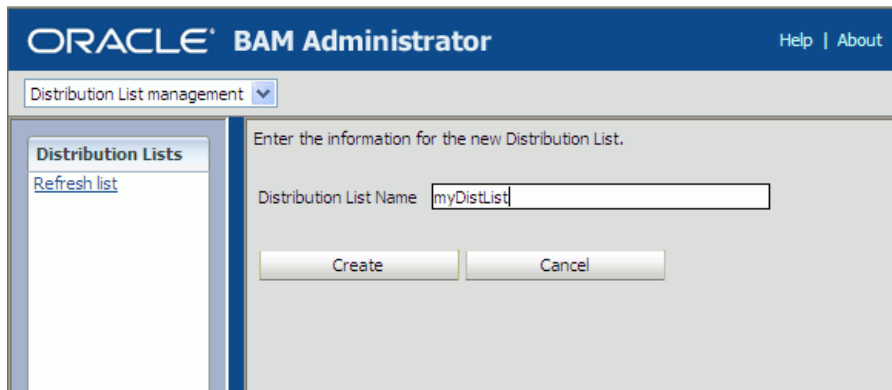 ORACLE BAM Administrator
Help | About
Distribution List management
Distribution Lists
Refresh list
Enter the information for the new Distribution List.
Distribution List Name myDistList
Create Cancel